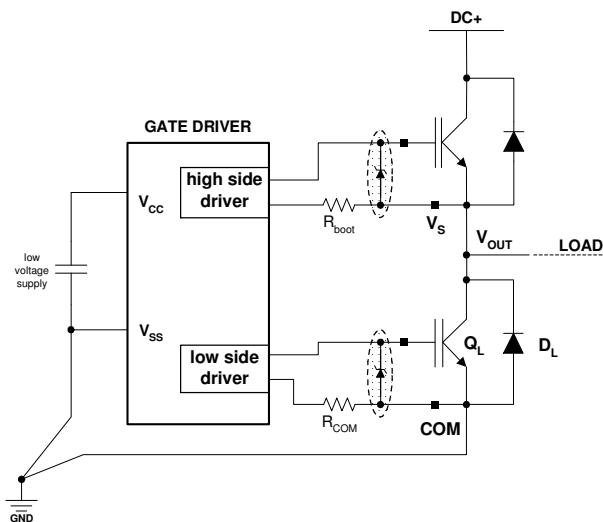 DC+
GATE DRIVER
high side
driver
VCC
Rboot
VS
VOUT
LOAD
low
voltage
supply
VSS
low side
driver
QL
DL
RCOM
COM
GND